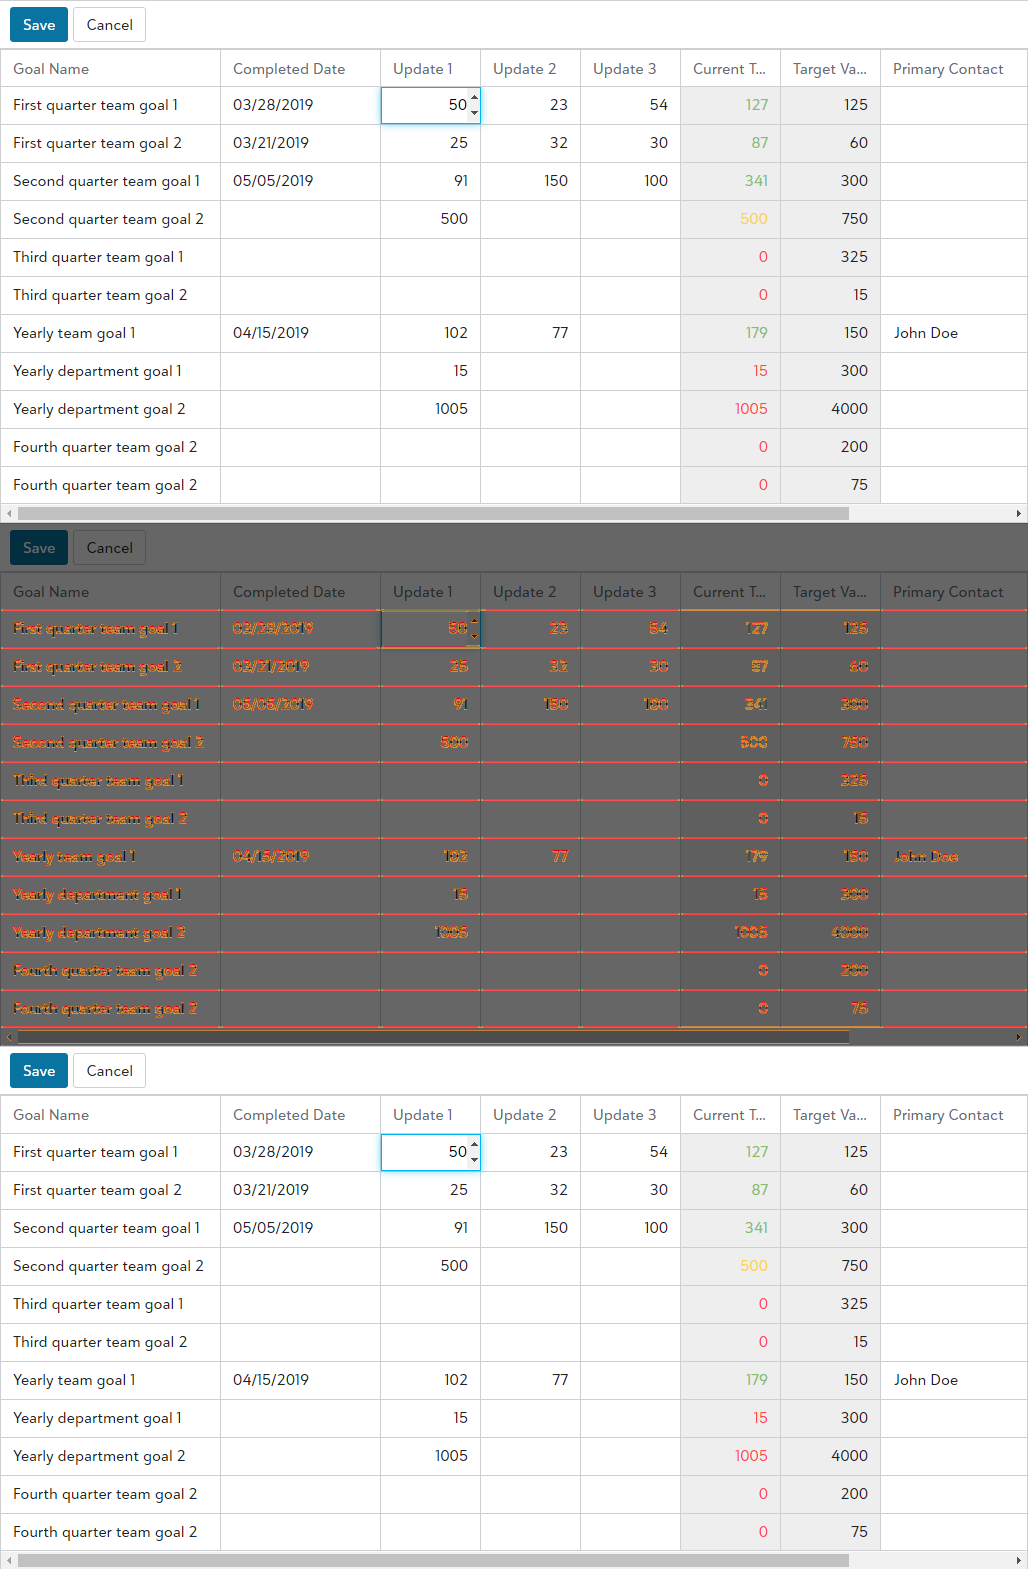 Save Cancel
Goal Name Completed Date Update 1 Update 2 Update 3 Current T... Target Va... Primary Contact
First quarter team goal 1 03/28/2019 50 23 54 127 125
First quarter team goal 2 03/21/2019 25 32 30 87 60
Second quarter team goal 1 05/05/2019 91 150 100 341 300
Second quarter team goal 2 500 500 750
Third quarter team goal 1 0 325
Third quarter team goal 2 0 15
Yearly team goal 1 04/15/2019 102 77 179 150 John Doe
Yearly department goal 1 15 15 300
Yearly department goal 2 1005 1005 4000
Fourth quarter team goal 2 0 200
Fourth quarter team goal 2 0 75
Save Cancel
Goal Name Completed Date Update 1 Update 2 Update 3 Current T... Target Va... Primary Contact
First quarter team goal 1 50 23 54 127 125
First quarter team goal 2 25 32 30 87 60
Second quarter team goal 1 05/05/2019 91 150 100 341 300
Second quarter team goal 2 500 500 750
Third quarter team goal 1 0 325
Third quarter team goal 2 0 15
Yearly team goal 1 04/15/2019 102 77 179 150 John Doe
Yearly department goal 1 15 15 300
Yearly department goal 2 1005 1005 4000
Fourth quarter team goal 2 0 200
Fourth quarter team goal 2 0 75
Save Cancel
Goal Name Completed Date Update 1 Update 2 Update 3 Current T... Target Va... Primary Contact
First quarter team goal 1 03/28/2019 50 23 54 127 125
First quarter team goal 2 03/21/2019 25 32 30 87 60
Second quarter team goal 1 05/05/2019 91 150 100 341 300
Second quarter team goal 2 500 500 750
Third quarter team goal 1 0 325
Third quarter team goal 2 0 15
Yearly team goal 1 04/15/2019 102 77 179 150 John Doe
Yearly department goal 1 15 15 300
Yearly department goal 2 1005 1005 4000
Fourth quarter team goal 2 0 200
Fourth quarter team goal 2 0 75